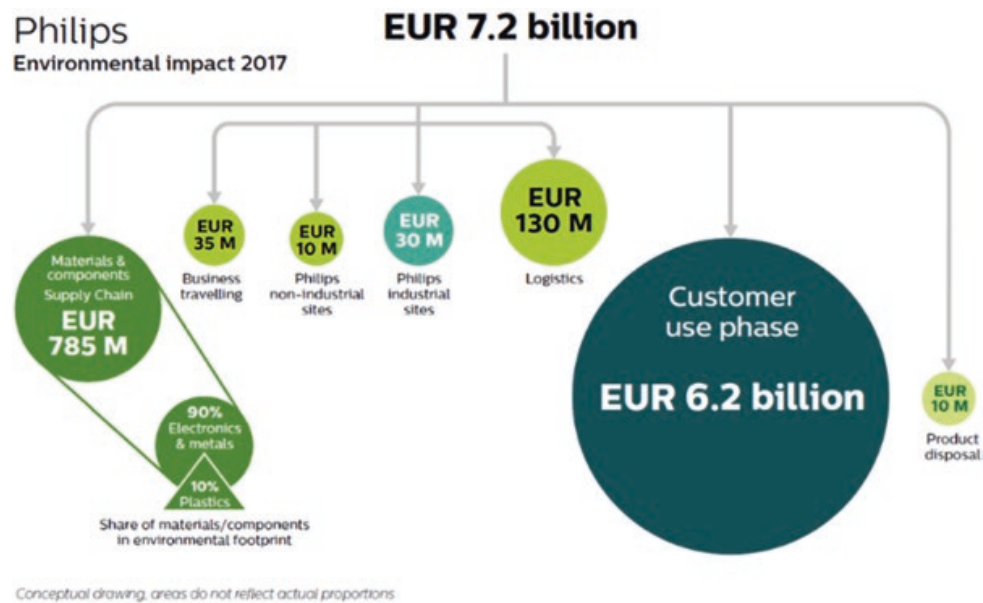 Philips
Environmental impact 2017
EUR 7.2 billion
Materials &
components
Supply Chain
EUR
785 M
90%
Electronics
& metals
10%
Plastics
Share of materials/components
in environmental footprint
EUR
35 M
Business
travelling
EUR
10 M
Philips
non-industrial
sites
EUR
30 M
Philips
industrial
sites
EUR
130 M
Logistics
Customer
use phase
EUR 6.2 billion
EUR
10 M
Product
disposal
Conceptual drawing, areas do not reflect actual proportions